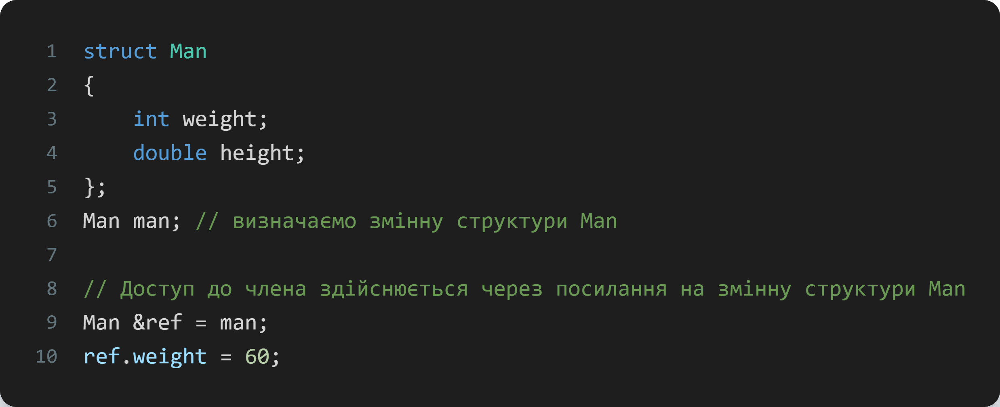 1 struct Man
2 {
3     int weight;
4     double height;
5 };
6 Man man; // визначаємо змінну структури Man
7
8 // Доступ до члена здійснюється через посилання на змінну структури Man
9 Man &ref = man;
10 ref.weight = 60;